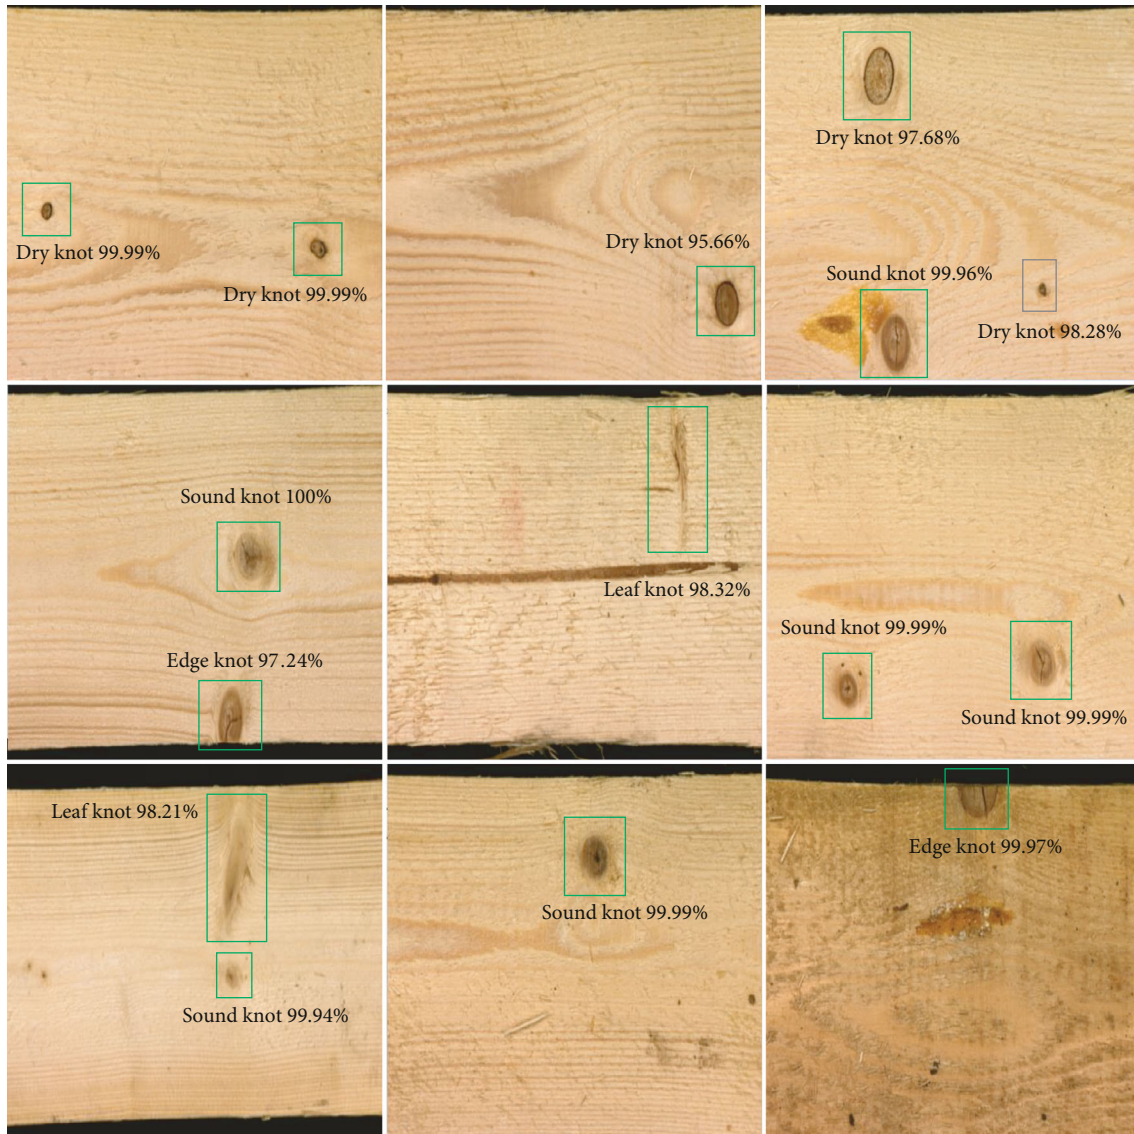 Dry knot 99.99%
Dry knot 99.99%
Dry knot 95.66%
Dry knot 97.68%
Sound knot 99.96%
Dry knot 98.28%
Sound knot 100%
Edge knot 97.24%
Leaf knot 98.32%
Sound knot 99.99%
Sound knot 99.99%
Leaf knot 98.21%
Sound knot 99.94%
Sound knot 99.99%
Edge knot 99.97%